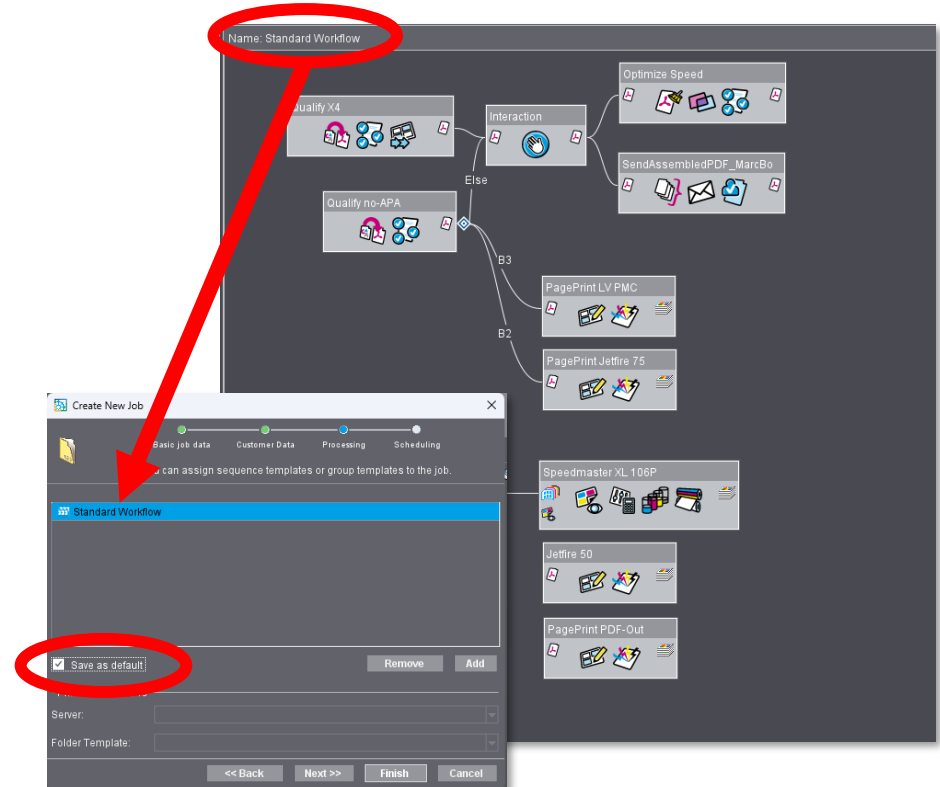 Name: Standard Workflow
Optimize Speed
Qualify X4
Interaction
SendAssembledPDF_MarcBo
Else
Qualify no-APA
B3
PagePrint LV PMC
B2
PagePrint Jetfire 75
Create New Job
Basic job data Customer Data Processing Scheduling
can assign sequence templates or group templates to the job.
Speedmaster XL 106P
Standard Workflow
Jetfire 50
PagePrint PDF-Out
Save as default
Remove Add
Server:
Folder Template:
<< Back Next >> Finish Cancel